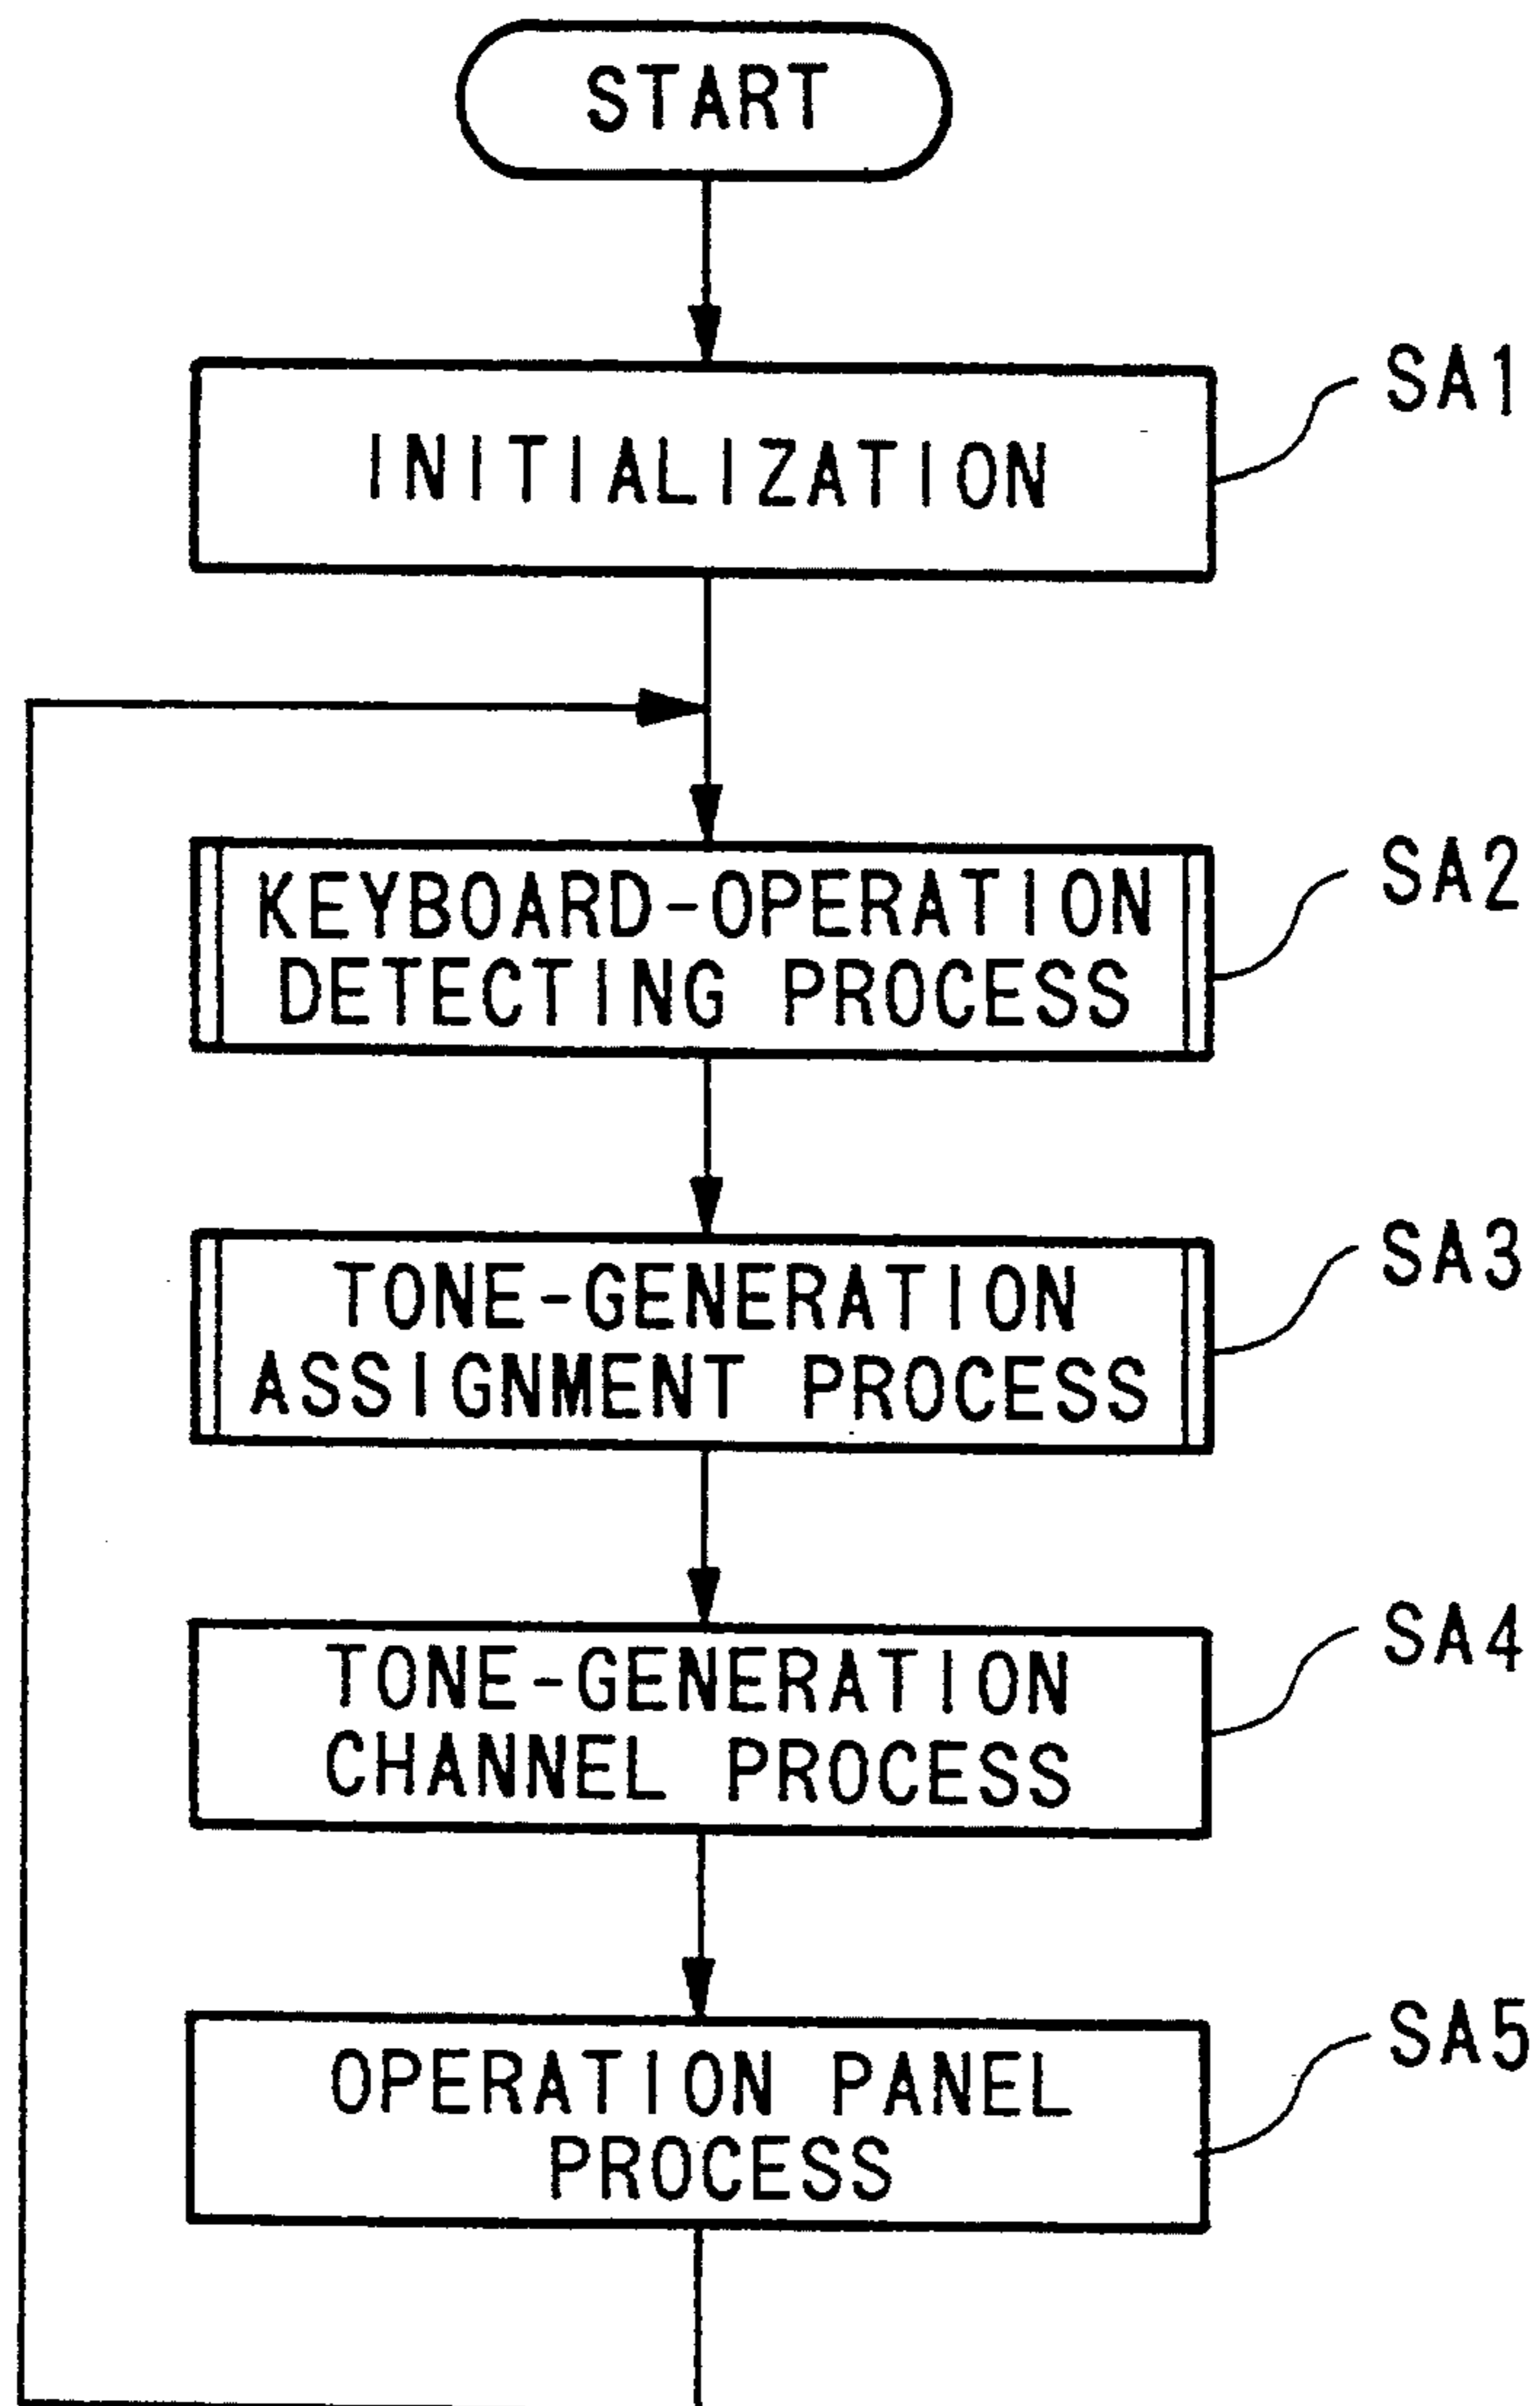 START
INITIALIZATION
SA1
KEYBOARD-OPERATION
DETECTING PROCESS
SA2
TONE-GENERATION
ASSIGNMENT PROCESS
SA3
TONE-GENERATION
CHANNEL PROCESS
SA4
OPERATION PANEL
PROCESS
SA5